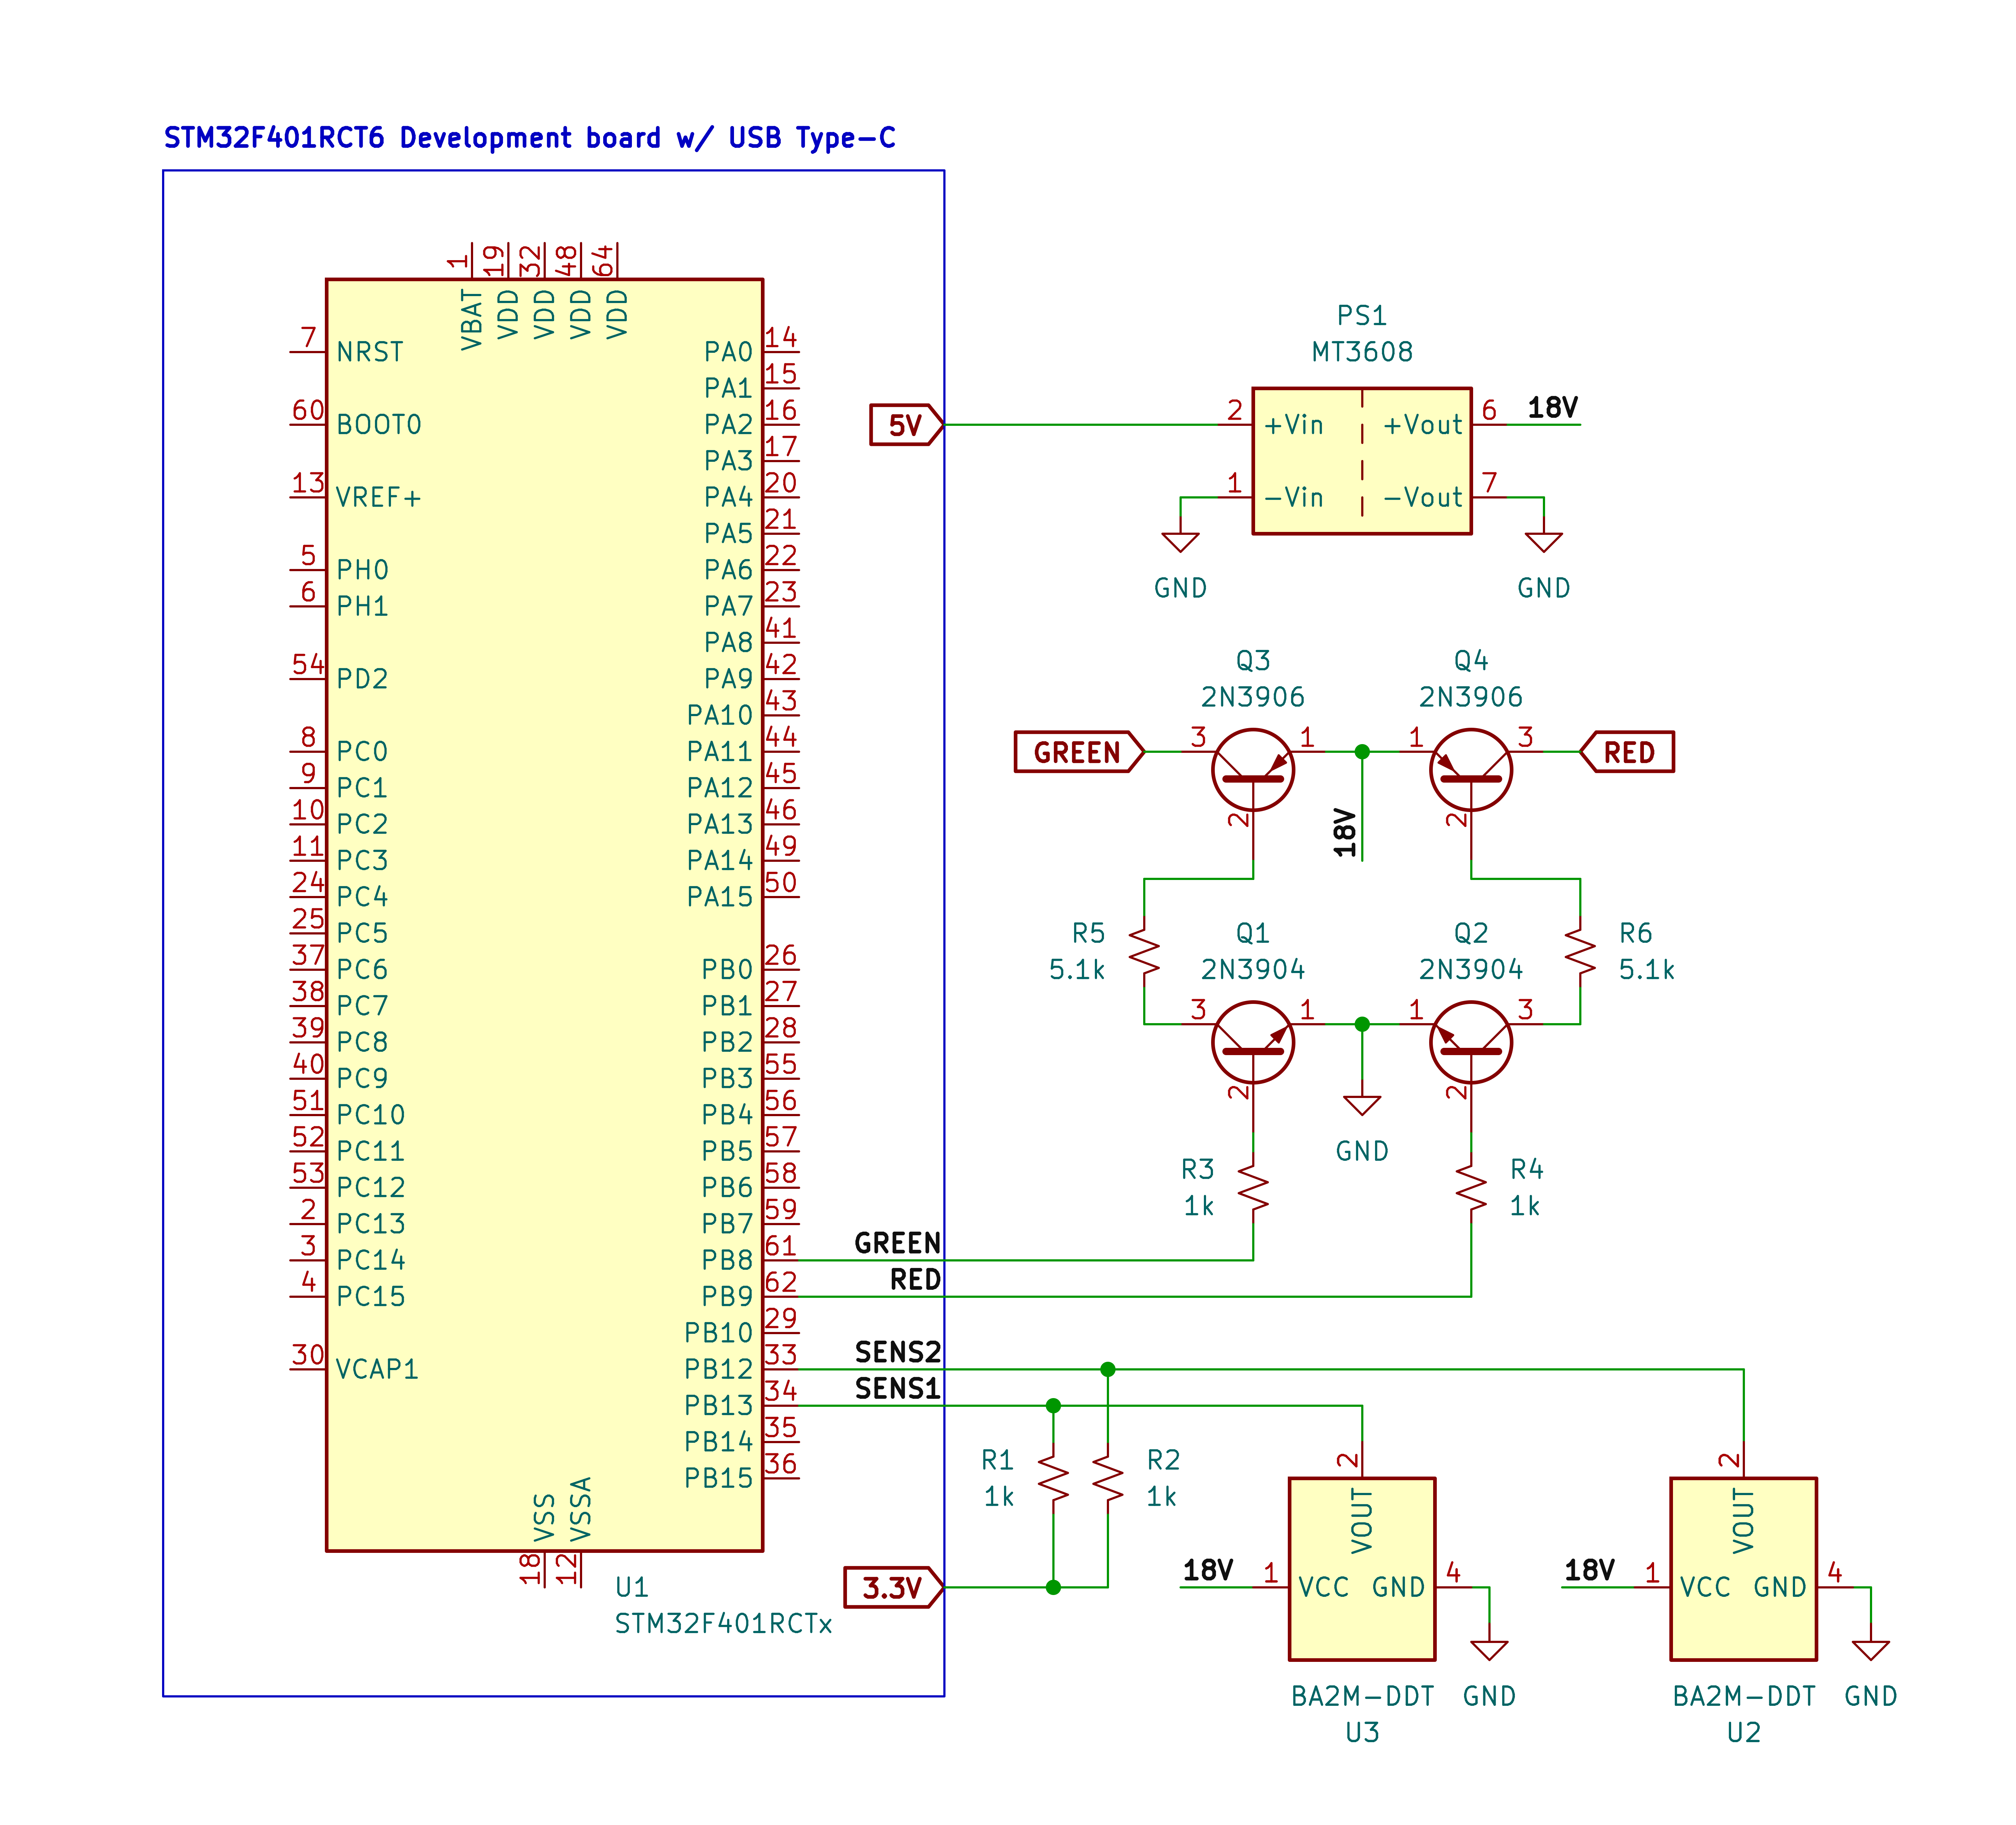 STM32F401RCT6 Development board w/ USB Type-C
1 19 32 48 64
VBAT VDD VDD VDD VDD
7 NRST
60 BOOT0
13 VREF+
5 PH0
6 PH1
54 PD2
8 PC0
9 PC1
10 PC2
11 PC3
24 PC4
25 PC5
37 PC6
38 PC7
39 PC8
40 PC9
51 PC10
52 PC11
53 PC12
2 PC13
3 PC14
4 PC15
30 VCAP1
PA0 14
PA1 15
PA2 16
PA3 17
PA4 20
PA5 21
PA6 22
PA7 23
PA8 41
PA9 42
PA10 43
PA11 44
PA12 45
PA13 46
PA14 49
PA15 50
PB0 26
PB1 27
PB2 28
PB3 55
PB4 56
PB5 57
PB6 58
PB7 59
PB8 61
PB9 62
PB10 29
PB12 33
PB13 34
PB14 35
PB15 36
VSS VSSA
18 12
U1
STM32F401RCTx
5V
GREEN
RED
SENS2
SENS1
3.3V
PS1
MT3608
2 +Vin +Vout 6
18V
1 -Vin -Vout 7
GND
GND
Q3
2N3906
Q4
2N3906
GREEN
3 1 1 3
RED
2 2
18V
R5
5.1k
Q1
2N3904
Q2
2N3904
R6
5.1k
3 1 1 3
2 2
GND
R3
1k
R4
1k
R1
1k
R2
1k
2
VOUT
18V
1 VCC GND 4
BA2M-DDT
U3
GND
2
VOUT
18V
1 VCC GND 4
BA2M-DDT
U2
GND